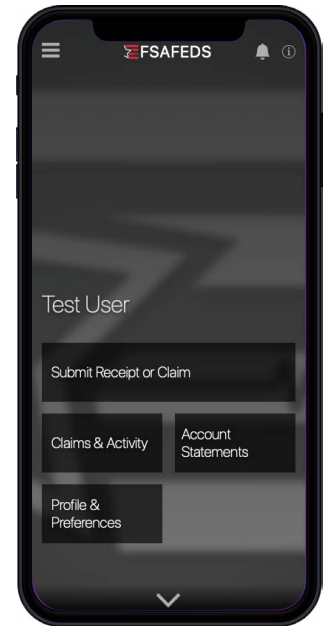 FSAFEDS
Test User
Submit Receipt or Claim
Claims & Activity
Account
Statements
Profile &
Preferences